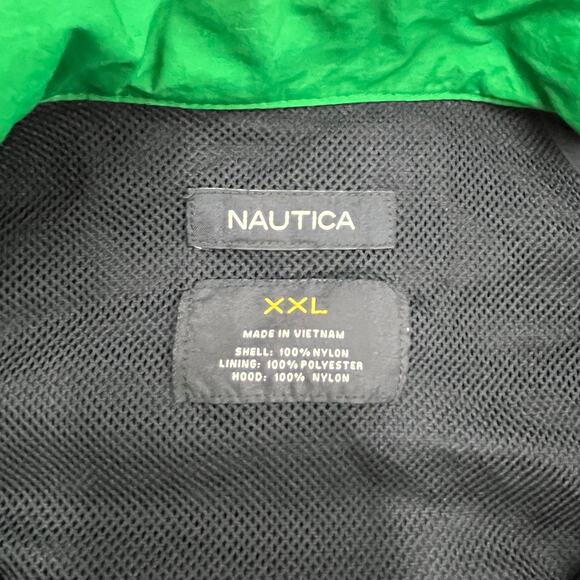 NAUTICA
XXL
MADE IN VIETNAM
SHELL: 100% NYLON
LINING: 100% POLYESTER
HOOD: 100% NYLON